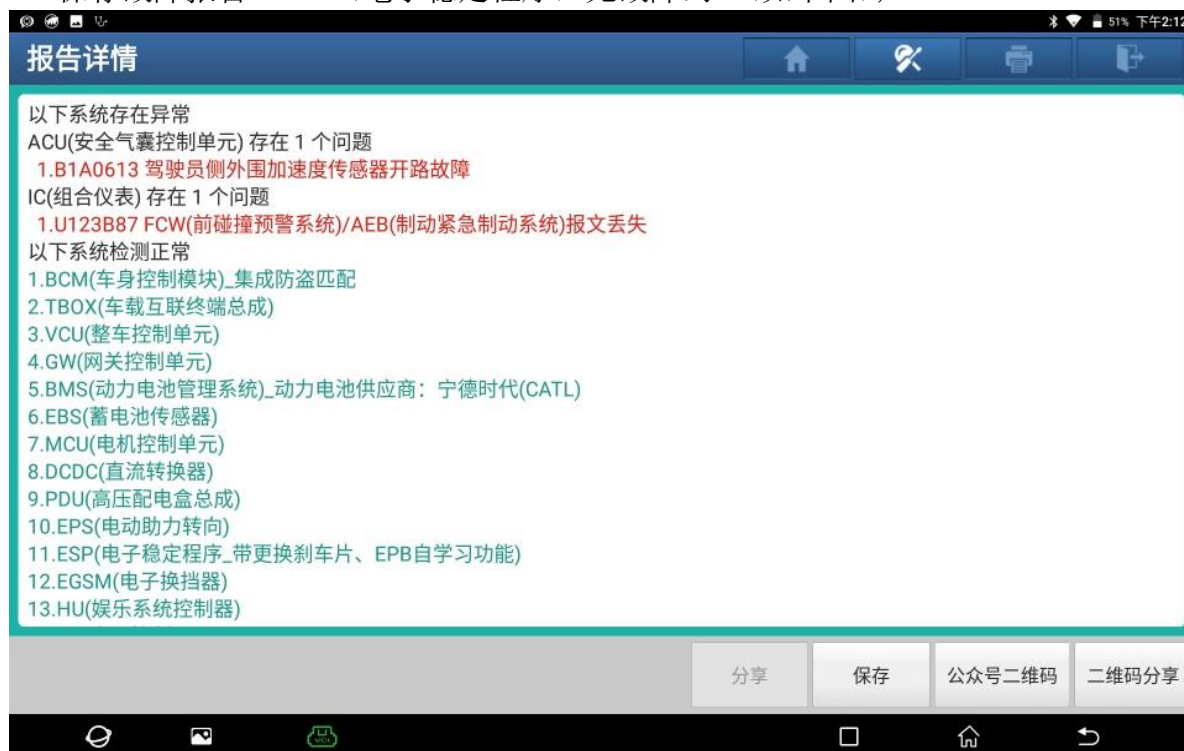 51% 下午2:12
报告详情
以下系统存在异常
ACU(安全气囊控制单元) 存在 1 个问题
1.B1A0613 驾驶员侧外围加速度传感器开路故障
IC(组合仪表) 存在 1 个问题
1.U123B87 FCW(前碰撞预警系统)/AEB(制动紧急制动系统)报文丢失
以下系统检测正常
1.BCM(车身控制模块)_集成防盗匹配
2.TBOX(车载互联终端总成)
3.VCU(整车控制单元)
4.GW(网关控制单元)
5.BMS(动力电池管理系统)_动力电池供应商：宁德时代(CATL)
6.EBS(蓄电池传感器)
7.MCU(电机控制单元)
8.DCDC(直流转换器)
9.PDU(高压配电盒总成)
10.EPS(电动助力转向)
11.ESP(电子稳定程序_带更换刹车片、EPB自学习功能)
12.EGSM(电子换挡器)
13.HU(娱乐系统控制器)
分享 保存 公众号二维码 二维码分享
VCI